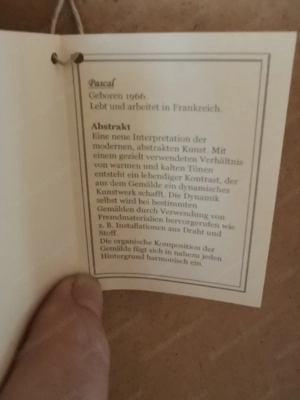 Pascal
Geboren 1966.
Lebt und arbeitet in Frankreich.
Abstrakt
Eine neue Interpretation der
modernen, abstrakten Kunst. Mit
einem gezielt verwendeten Verhältnis
von warmen und kalten Tönen
entsteht ein lebendiger Kontrast, der
aus dem Gemälde ein dynamisches
Kunstwerk schafft. Die Dynamik
selbst wird bei bestimmten
Gemälden durch Verwendung von
Fremdmaterialien hervorgerufen wie
z. B. Installationen aus Draht und
Stoff.
Die organische Komposition der
Gemälde fügt sich in nahezu jeden
Hintergrund harmonisch ein